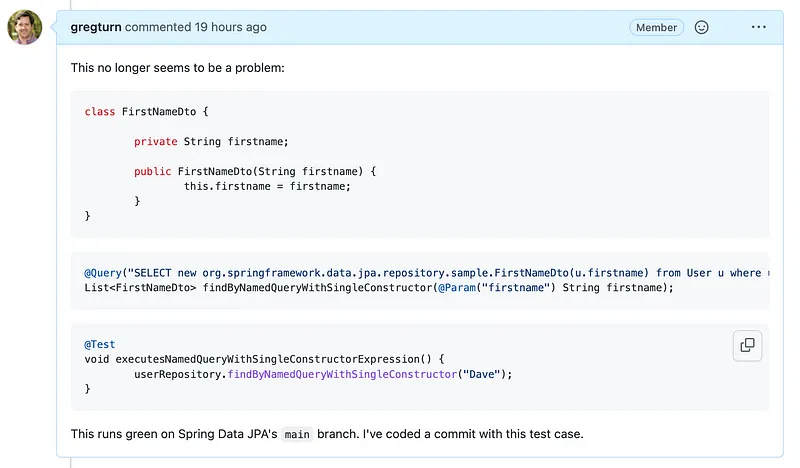 gregturn commented 19 hours ago
Member
This no longer seems to be a problem:
class FirstNameDto {
private String firstname;
public FirstNameDto(String firstname) {
this.firstname = firstname;
}
}
@Query("SELECT new org.springframework.data.jpa.repository.sample.FirstNameDto(u.firstname) from User u where
List<FirstNameDto> findByNamedQueryWithSingleConstructor(@Param("firstname") String firstname);
@Test
void executesNamedQueryWithSingleConstructorExpression() {
userRepository.findByNamedQueryWithSingleConstructor("Dave");
}
This runs green on Spring Data JPA's main branch. I've coded a commit with this test case.